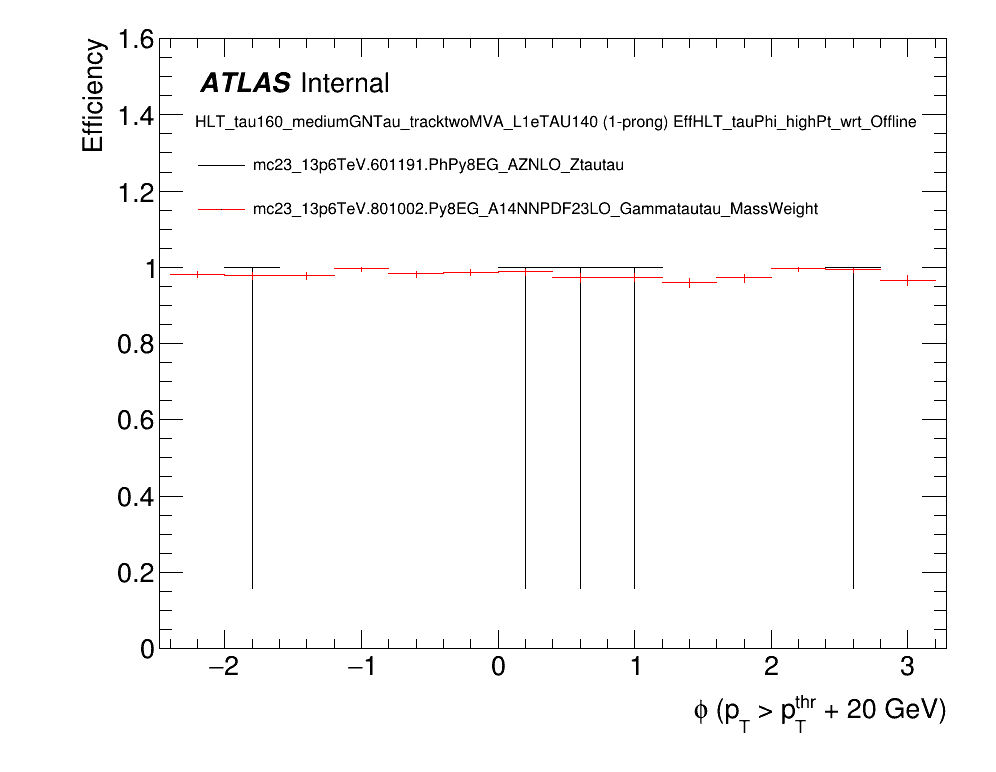 Efficiency
1.6
1.4
1.2
1
0.8
0.6
0.4
0.2
0
ATLAS Internal
HLT_tau160_mediumGNTau_tracktwoMVA_L1eTAU140 (1-prong) EffHLT_tauPhi_highPt_wrt_Offline
mc23_13p6TeV.601191.PhPy8EG_AZNLO_Ztautau
mc23_13p6TeV.801002.Py8EG_A14NNPDF23LO_Gammatautau_MassWeight
−2 −1 0 1 2 3
ϕ (p_T > p_T^thr + 20 GeV)